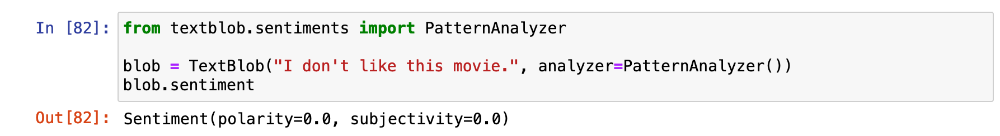 In [82]: from textblob.sentiments import PatternAnalyzer
blob = TextBlob("I don't like this movie.", analyzer=PatternAnalyzer())
blob.sentiment
Out[82]: Sentiment(polarity=0.0, subjectivity=0.0)